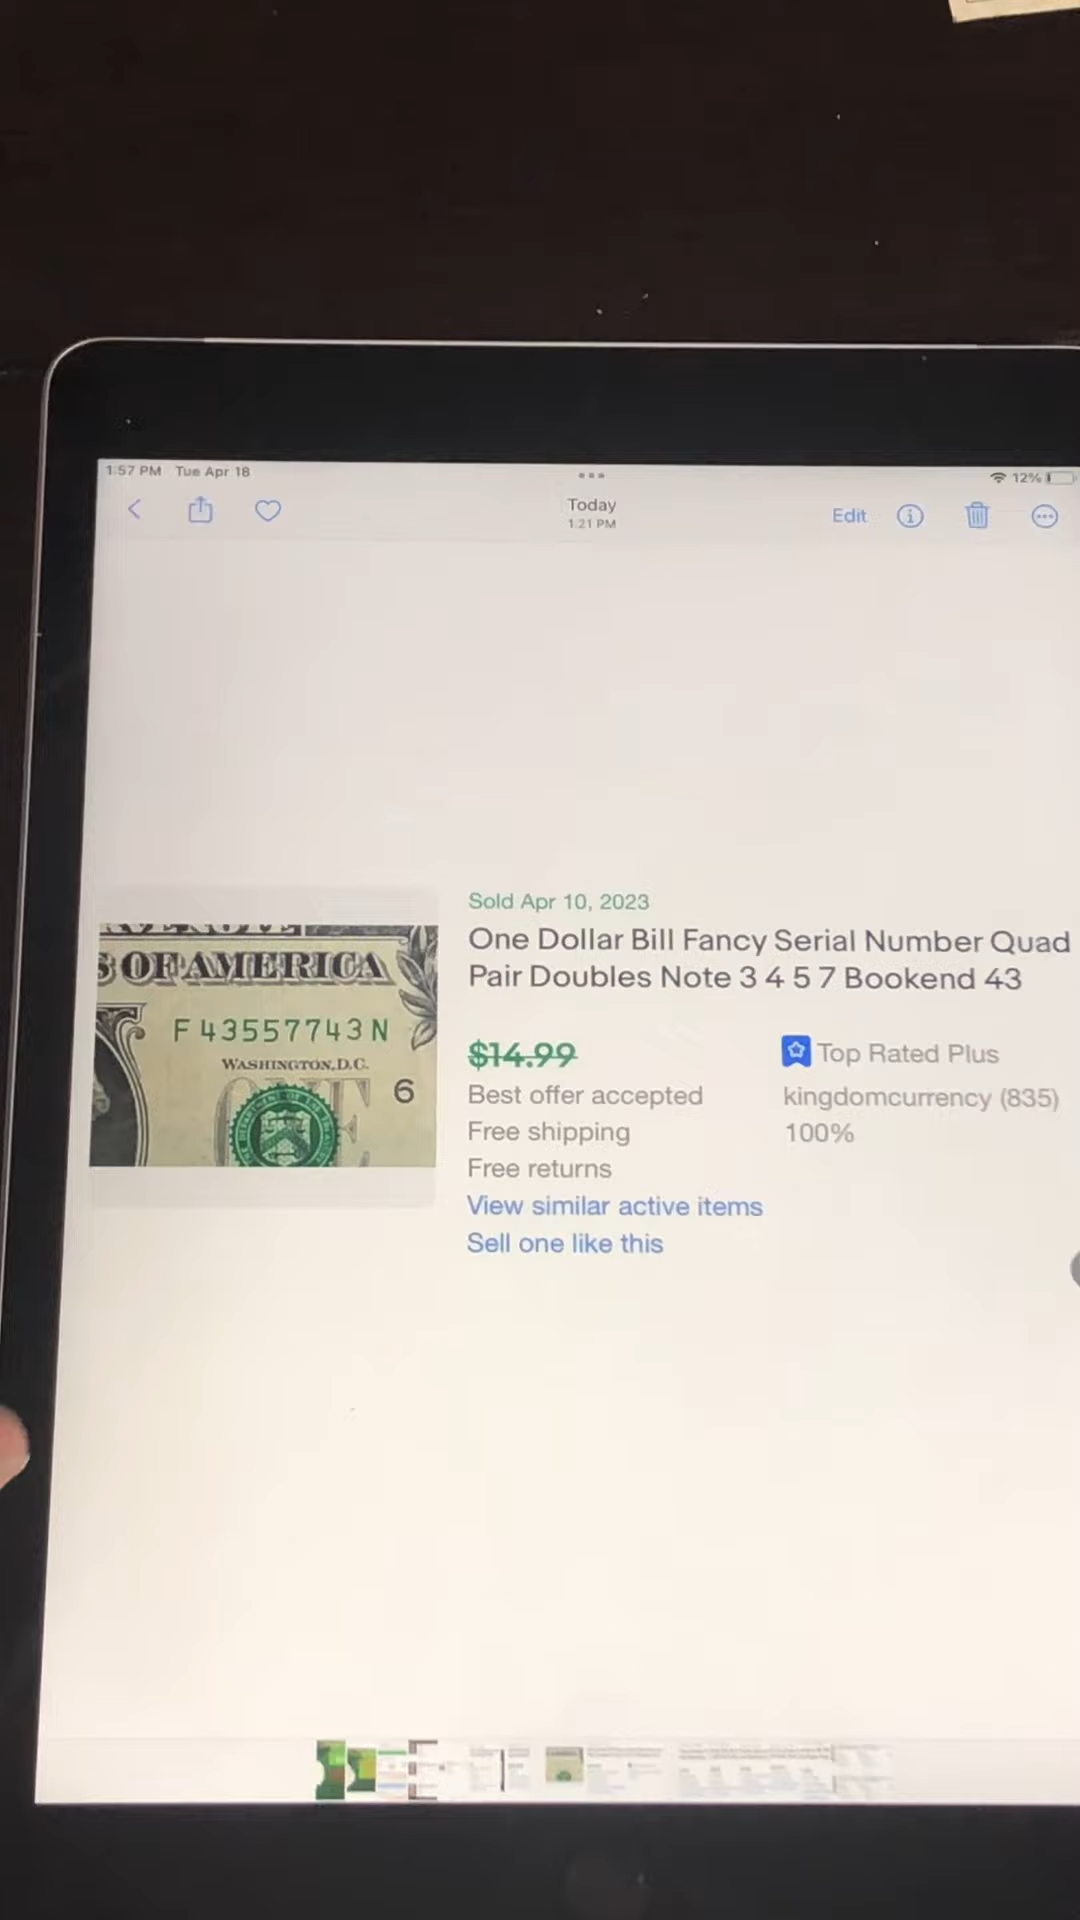 1:57 PM Tue Apr 18
12%
Today
1:21 PM
Edit
Sold Apr 10, 2023
One Dollar Bill Fancy Serial Number Quad
Pair Doubles Note 3 4 5 7 Bookend 43
$14.99
Best offer accepted
Free shipping
Free returns
View similar active items
Sell one like this
Top Rated Plus
kingdomcurrency (835)
100%
S OF AMERICA
F 43557743 N
WASHINGTON, D.C.
6
ONE